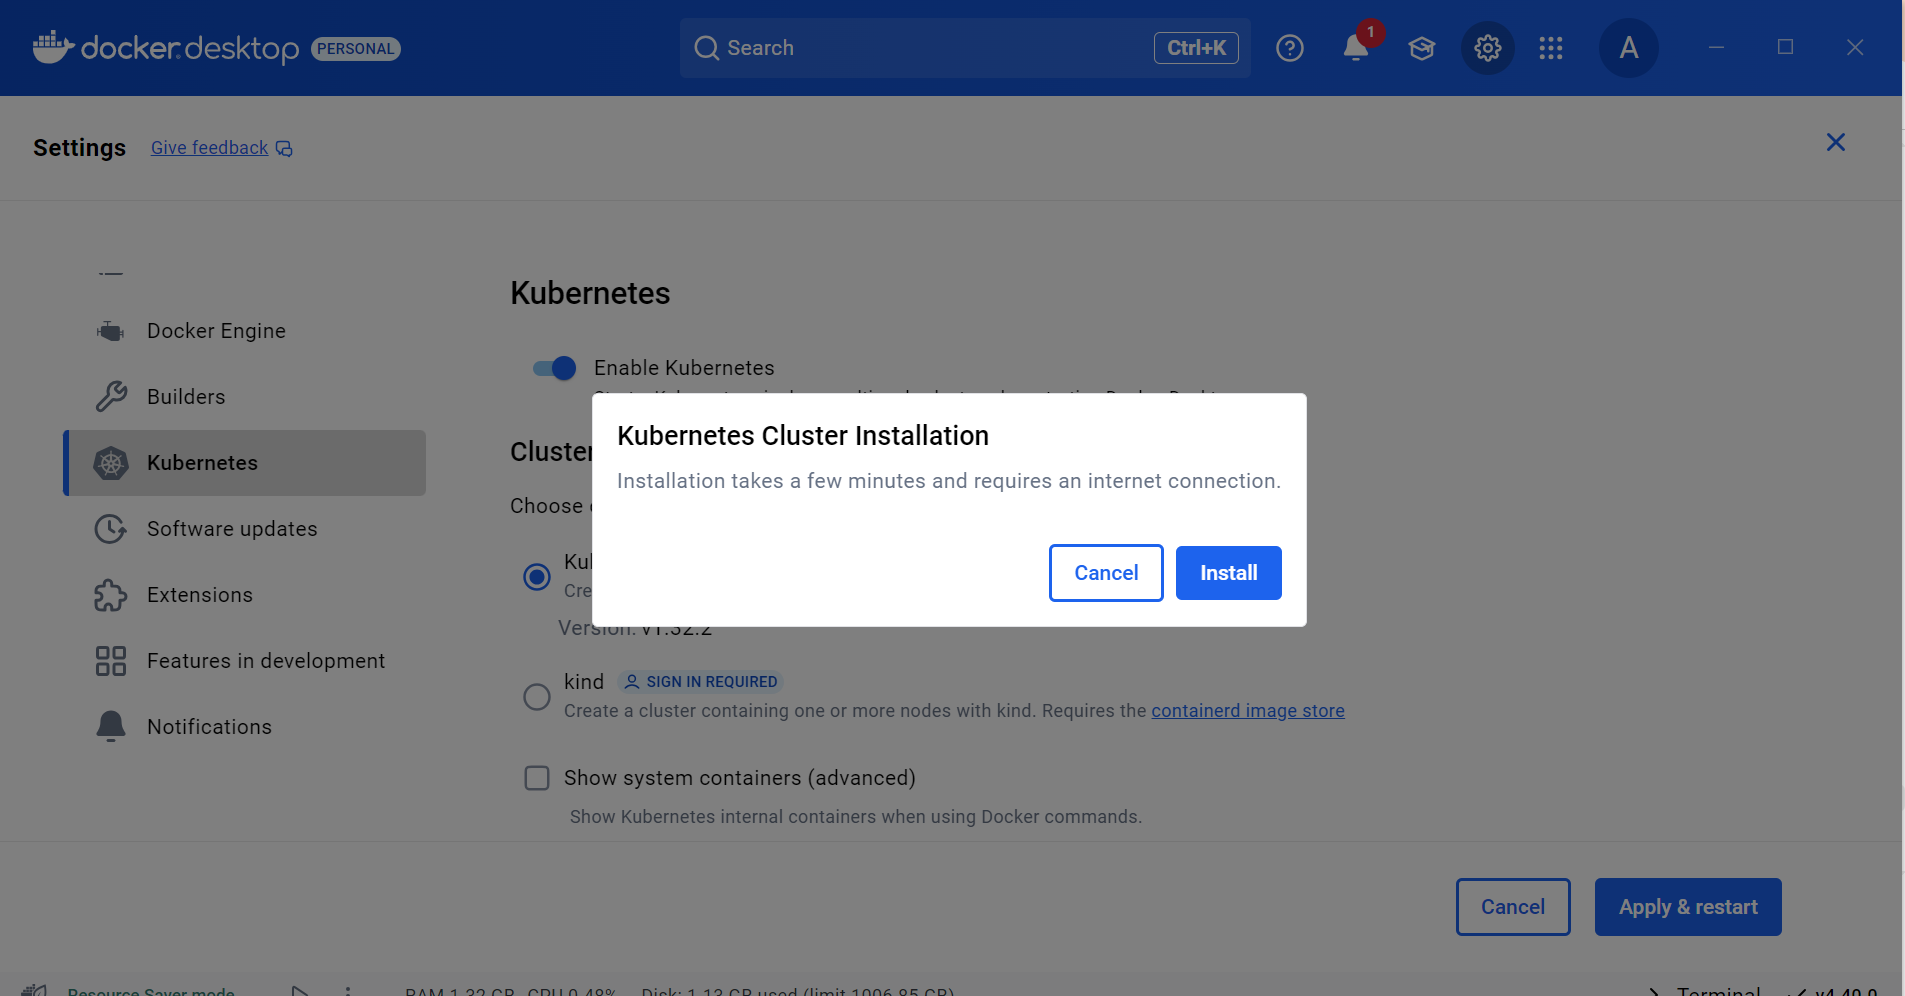 docker.desktop PERSONAL
Search Ctrl+K
1
A
Settings Give feedback
Docker Engine
Builders
Kubernetes
Software updates
Extensions
Features in development
Notifications
Kubernetes
Enable Kubernetes
Cluster
Choose
Kubernetes Cluster Installation
Installation takes a few minutes and requires an internet connection.
Cancel Install
Version: v1.32.2
kind SIGN IN REQUIRED
Create a cluster containing one or more nodes with kind. Requires the containerd image store
Show system containers (advanced)
Show Kubernetes internal containers when using Docker commands.
Cancel Apply & restart
Resource Saver mode RAM 1.32 GB CPU 0.48% Disk: 1.13 GB used (limit 1006.85 GB) Terminal v4.40.0